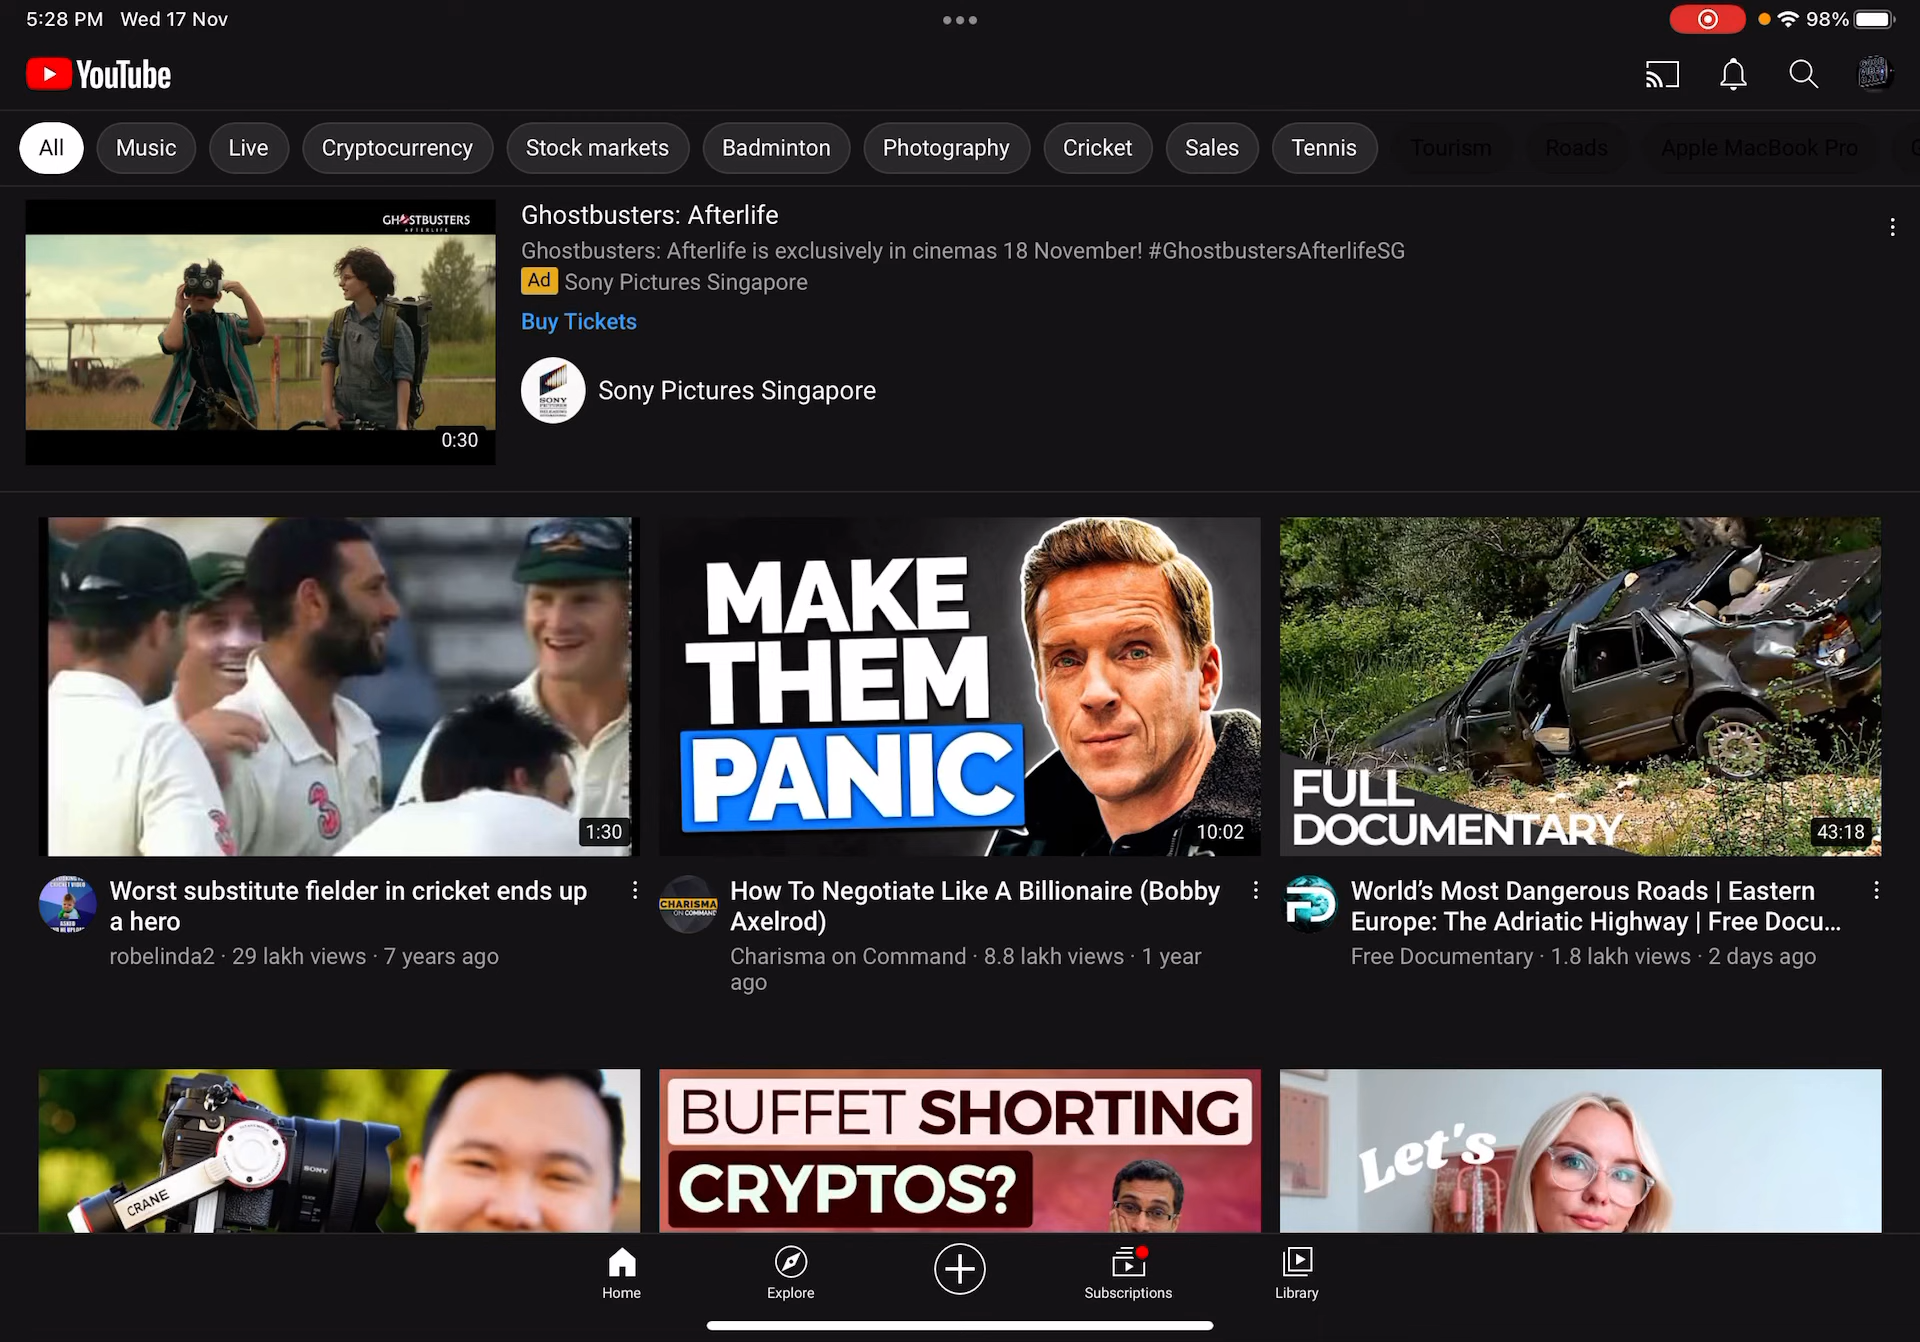 5:28 PM Wed 17 Nov
98%
YouTube
All Music Live Cryptocurrency Stock markets Badminton Photography Cricket Sales Tennis Tourism Roads Apple MacBook Pro
GHOSTBUSTERS
AFTERLIFE
0:30
Ghostbusters: Afterlife
Ghostbusters: Afterlife is exclusively in cinemas 18 November! #GhostbustersAfterlifeSG
Ad Sony Pictures Singapore
Buy Tickets
SONY
Sony Pictures Singapore
3
1:30
MAKE
THEM
PANIC
10:02
FULL
DOCUMENTARY
43:18
Worst substitute fielder in cricket ends up
a hero
robelinda2 · 29 lakh views · 7 years ago
CHARISMA
ON COMMAND
How To Negotiate Like A Billionaire (Bobby
Axelrod)
Charisma on Command · 8.8 lakh views · 1 year
ago
World’s Most Dangerous Roads | Eastern
Europe: The Adriatic Highway | Free Docu...
Free Documentary · 1.8 lakh views · 2 days ago
SONY
CRANE
BUFFET SHORTING
CRYPTOS?
Let's
Home
Explore
Subscriptions
Library